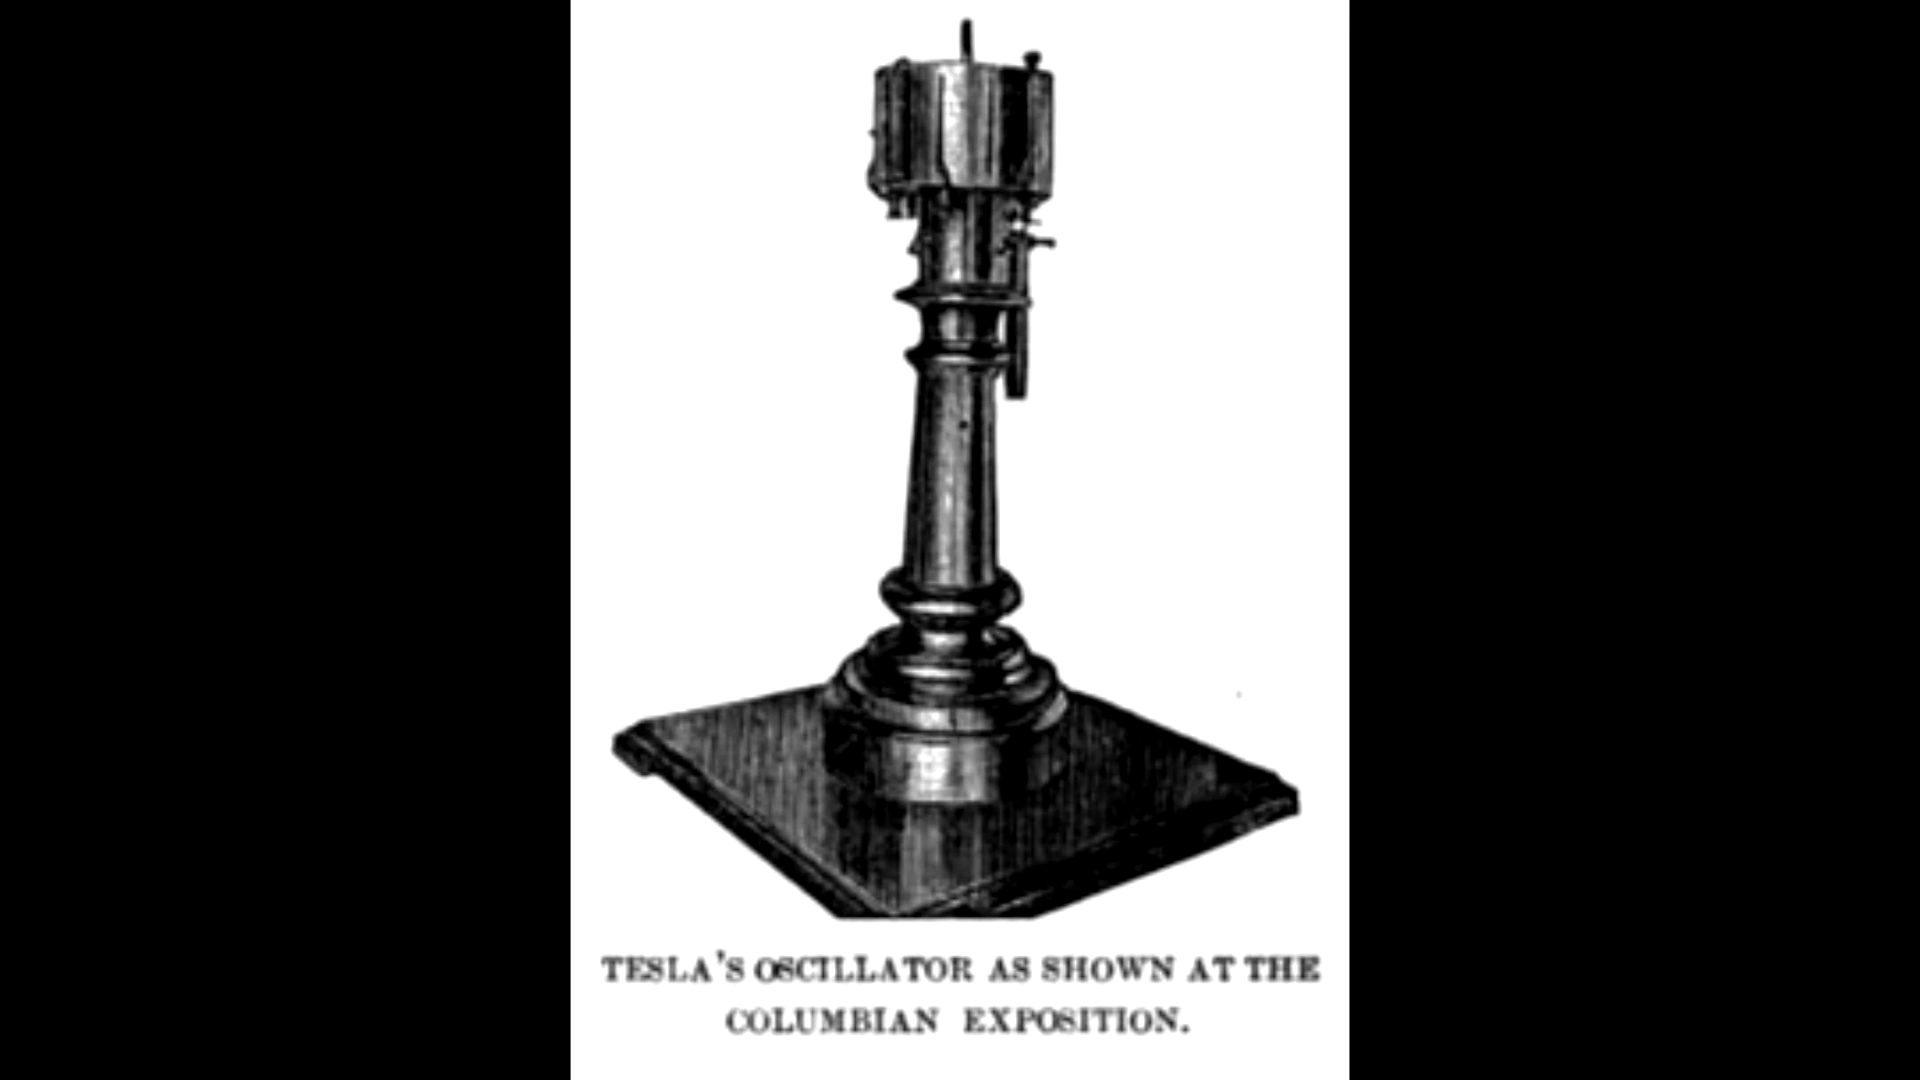 TESLA'S OSCILLATOR AS SHOWN AT THE
COLUMBIAN EXPOSITION.